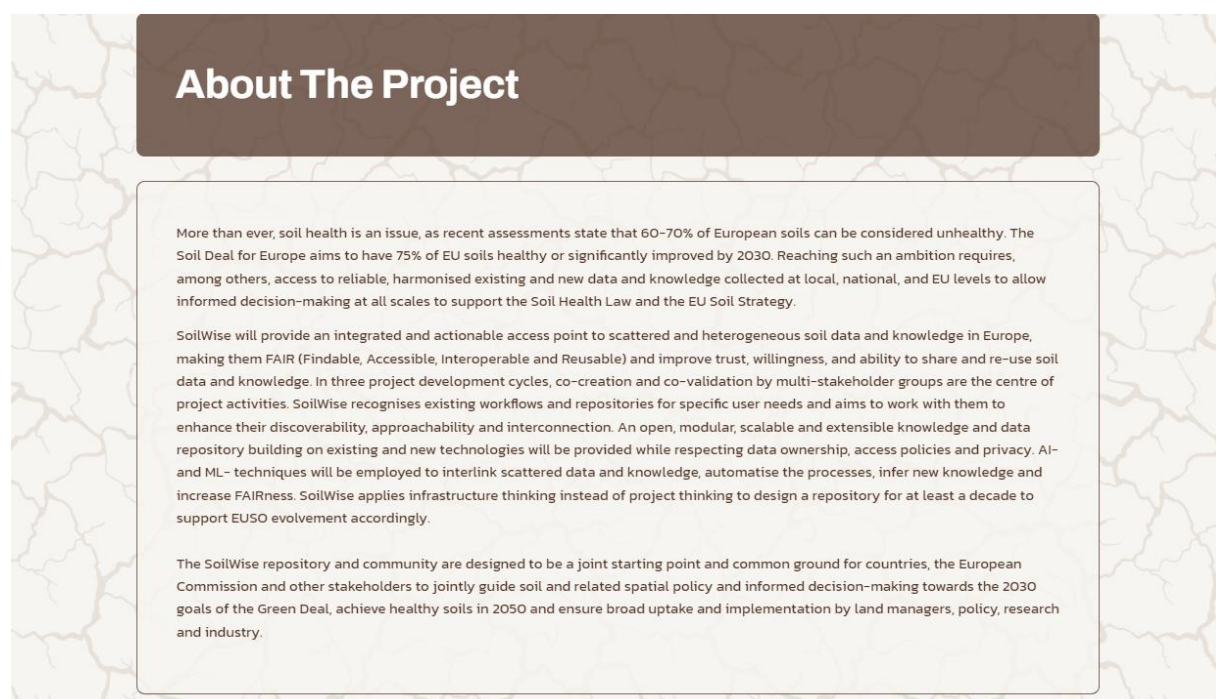 About The Project
More than ever, soil health is an issue, as recent assessments state that 60-70% of European soils can be considered unhealthy. The
Soil Deal for Europe aims to have 75% of EU soils healthy or significantly improved by 2030. Reaching such an ambition requires,
among others, access to reliable, harmonised existing and new data and knowledge collected at local, national, and EU levels to allow
informed decision-making at all scales to support the Soil Health Law and the EU Soil Strategy.
SoilWise will provide an integrated and actionable access point to scattered and heterogeneous soil data and knowledge in Europe,
making them FAIR (Findable, Accessible, Interoperable and Reusable) and improve trust, willingness, and ability to share and re-use soil
data and knowledge. In three project development cycles, co-creation and co-validation by multi-stakeholder groups are the centre of
project activities. SoilWise recognises existing workflows and repositories for specific user needs and aims to work with them to
enhance their discoverability, approachability and interconnection. An open, modular, scalable and extensible knowledge and data
repository building on existing and new technologies will be provided while respecting data ownership, access policies and privacy. AI-
and ML- techniques will be employed to interlink scattered data and knowledge, automatise the processes, infer new knowledge and
increase FAIRness. SoilWise applies infrastructure thinking instead of project thinking to design a repository for at least a decade to
support EUSO evolvement accordingly.
The SoilWise repository and community are designed to be a joint starting point and common ground for countries, the European
Commission and other stakeholders to jointly guide soil and related spatial policy and informed decision-making towards the 2030
goals of the Green Deal, achieve healthy soils in 2050 and ensure broad uptake and implementation by land managers, policy, research
and industry.